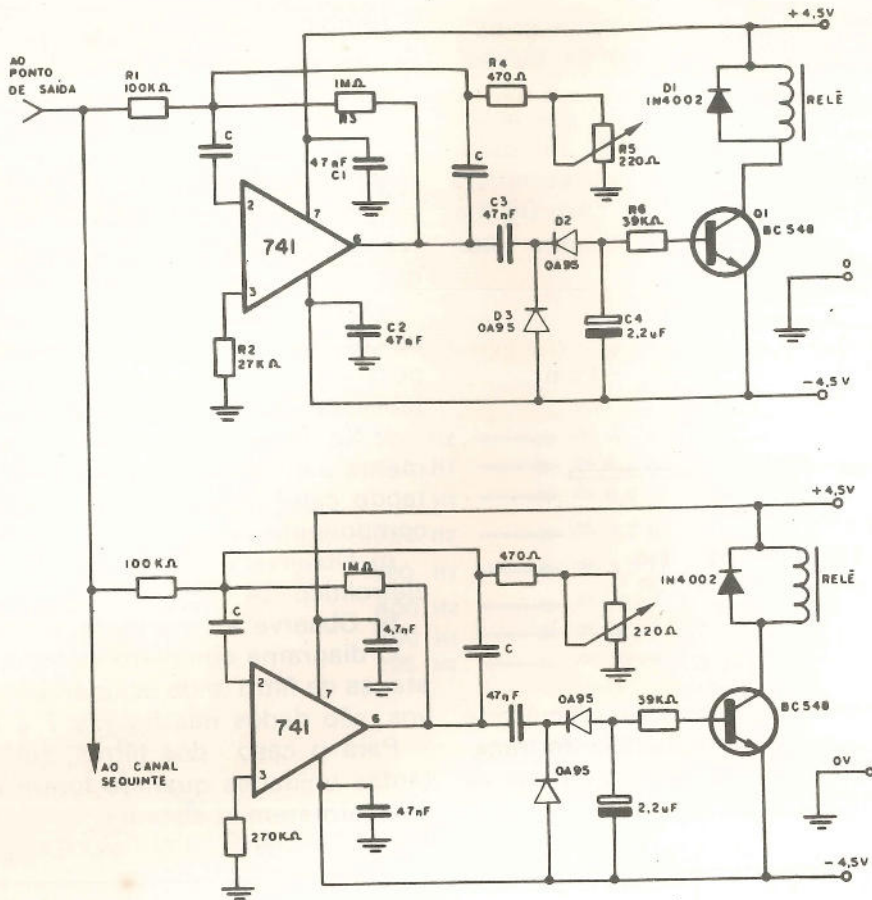 AO
PONTO
DE SAÍDA
R1
100KΩ
C
1MΩ
R3
47nF
C1
R4
470Ω
R5
220Ω
C
+4,5V
D1
1N4002
RELÊ
2
7
741
6
3
C3
47nF
D2
OA95
R6
39KΩ
Q1
BC548
0
R2
27KΩ
C2
47nF
D3
OA95
C4
2,2uF
-4,5V
+4,5V
100KΩ
C
1MΩ
4,7nF
470Ω
220Ω
C
1N4002
RELÊ
2
7
741
6
3
47nF
OA95
39KΩ
BC548
AO CANAL
SEQUINTE
270KΩ
47nF
OA95
2,2uF
0V
-4,5V